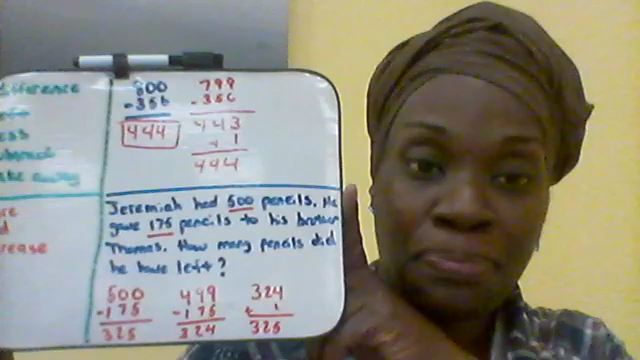 difference
ess
ake away
crease
800 799
-356 -356
444 443
+ 1
444
Jeremiah had 500 pencils. He
gave 175 pencils to his brother
Thomas. How many pencils did
he have left?
500 499 324
-175 -175 + 1
325 324 325